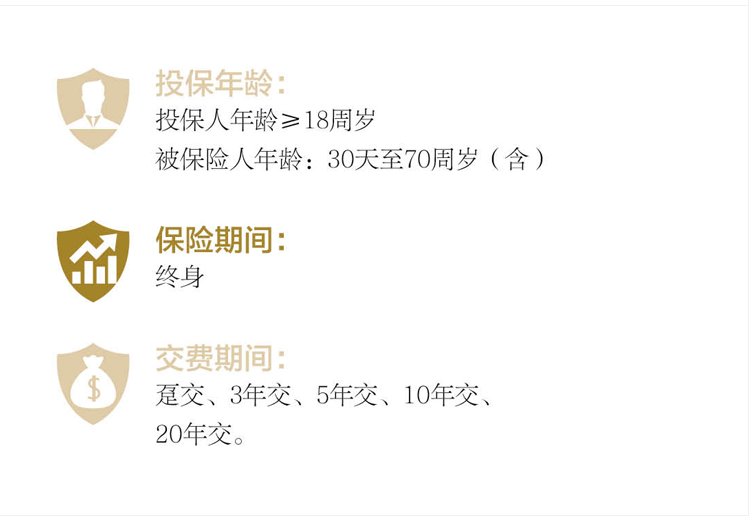 投保年龄：
投保人年龄≥18周岁
被保险人年龄：30天至70周岁（含）
保险期间：
终身
交费期间：
趸交、3年交、5年交、10年交、
20年交。